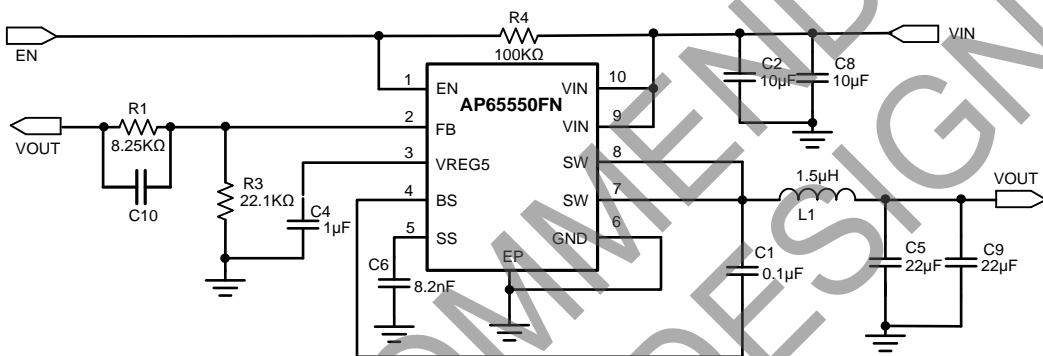 R4
100KΩ
EN
VIN
C2
10µF
C8
10µF
1
EN
10
VIN
AP65550FN
R1
8.25KΩ
VOUT
2
FB
9
VIN
3
VREG5
8
SW
C10
R3
22.1KΩ
C4
1µF
4
BS
7
SW
1.5µH
L1
VOUT
5
SS
6
GND
EP
C6
8.2nF
C1
0.1µF
C5
22µF
C9
22µF
OMMEND
DESIGN